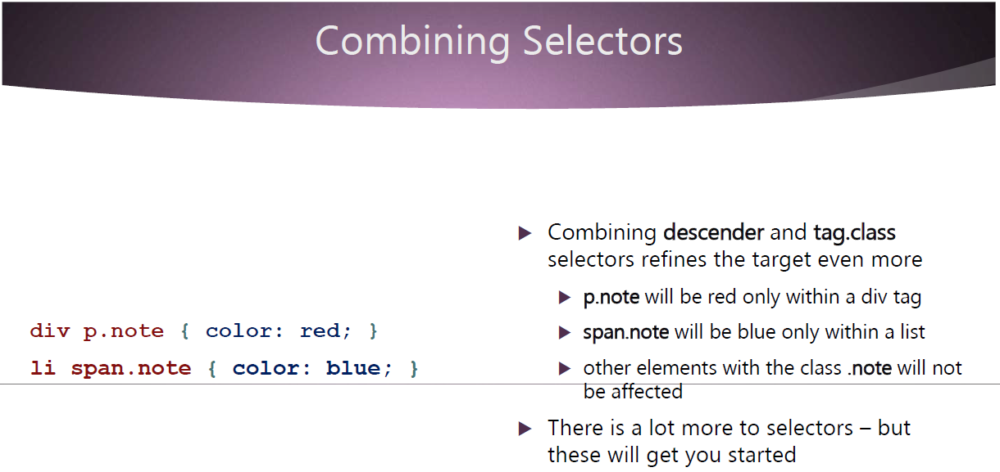 Combining Selectors
div p.note { color: red; }
li span.note { color: blue; }
Combining descender and tag.class
selectors refines the target even more
p.note will be red only within a div tag
span.note will be blue only within a list
other elements with the class .note will not
be affected
There is a lot more to selectors – but
these will get you started